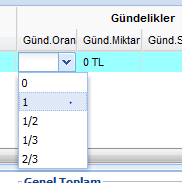 Gündelikler
Günd.Oran Günd.Miktar Günd.S
0 TL
0
1
1/2
1/3
2/3
Genel Toplam